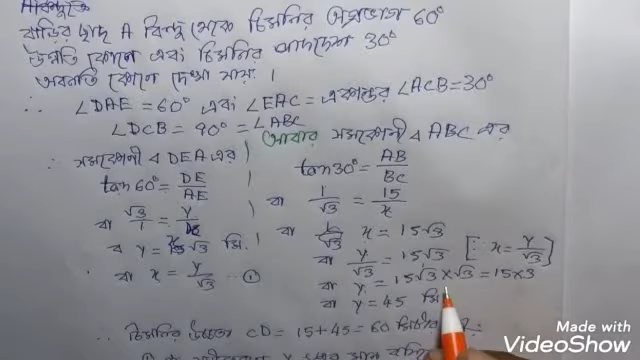 বাড়ির ছাদ A বিন্দু থেকে চিমনির অগ্রভাগ 60°
উন্নতি কোণে এবং চিমনির পাদদেশ 30°
অবনতি কোণে দেখা যায়।
∴ ∠DAE = 60° এবং ∠EAC = একান্তর ∠ACB = 30°
∠DCB = 90° = ∠ABC
∴ সমকোণী ∆ DEA এর
tan60° = DE/AE
বা √3/1 = Y/x
বা y = x√3 মি.
বা x = Y/√3 ①
আবার সমকোণী ∆ ABC এর
tan30° = AB/BC
বা 1/√3 = 15/x
বা x = 15√3
বা Y/√3 = 15√3 [∵ x = Y/√3]
বা Y = 15√3 × √3 = 15×3
বা Y = 45 মি
∴ চিমনির উচ্চতা CD = 15+45 = 60 মিটার
Made with
VideoShow